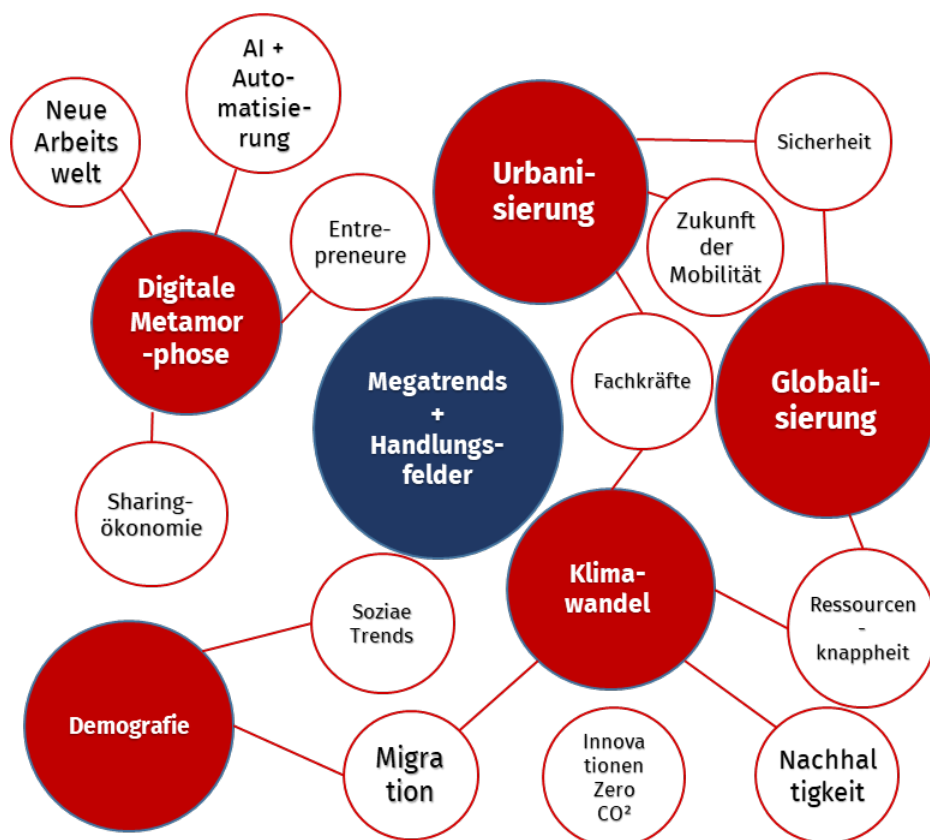 AI +
Auto-
matisie-
rung
Neue
Arbeits
welt
Urbani-
sierung
Sicherheit
Entre-
preneure
Zukunft
der
Mobilität
Digitale
Metamor
-phose
Megatrends
+
Handlungs-
felder
Fachkräfte
Globali-
sierung
Sharing-
ökonomie
Klima-
wandel
Soziae
Trends
Ressourcen
-
knappheit
Demografie
Migra
tion
Innova
tionen
Zero
CO²
Nachhal
tigkeit